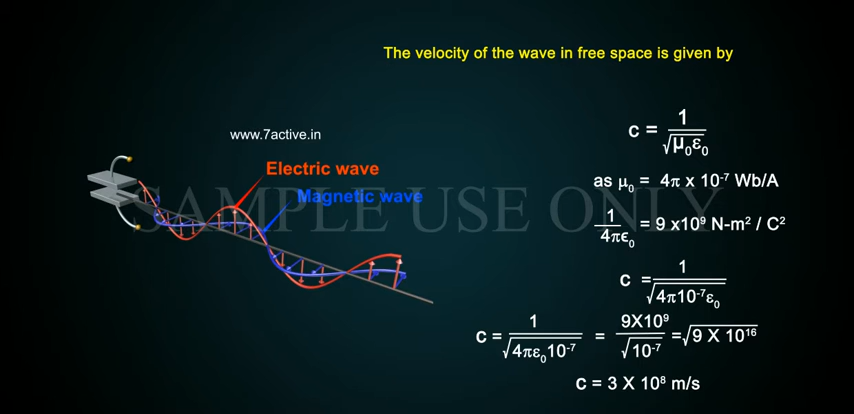 The velocity of the wave in free space is given by
www.7active.in
Electric wave
Magnetic wave
SAMPLE USE ONLY
c = 1 / √μ₀ε₀
as μ₀ = 4π x 10⁻⁷ Wb/A
1 / 4πϵ₀ = 9 x10⁹ N-m² / C²
c = 1 / √4π10⁻⁷ε₀
c = 1 / √4πε₀10⁻⁷ = 9X10⁹ / √10⁻⁷ = √9 X 10¹⁶
c = 3 X 10⁸ m/s